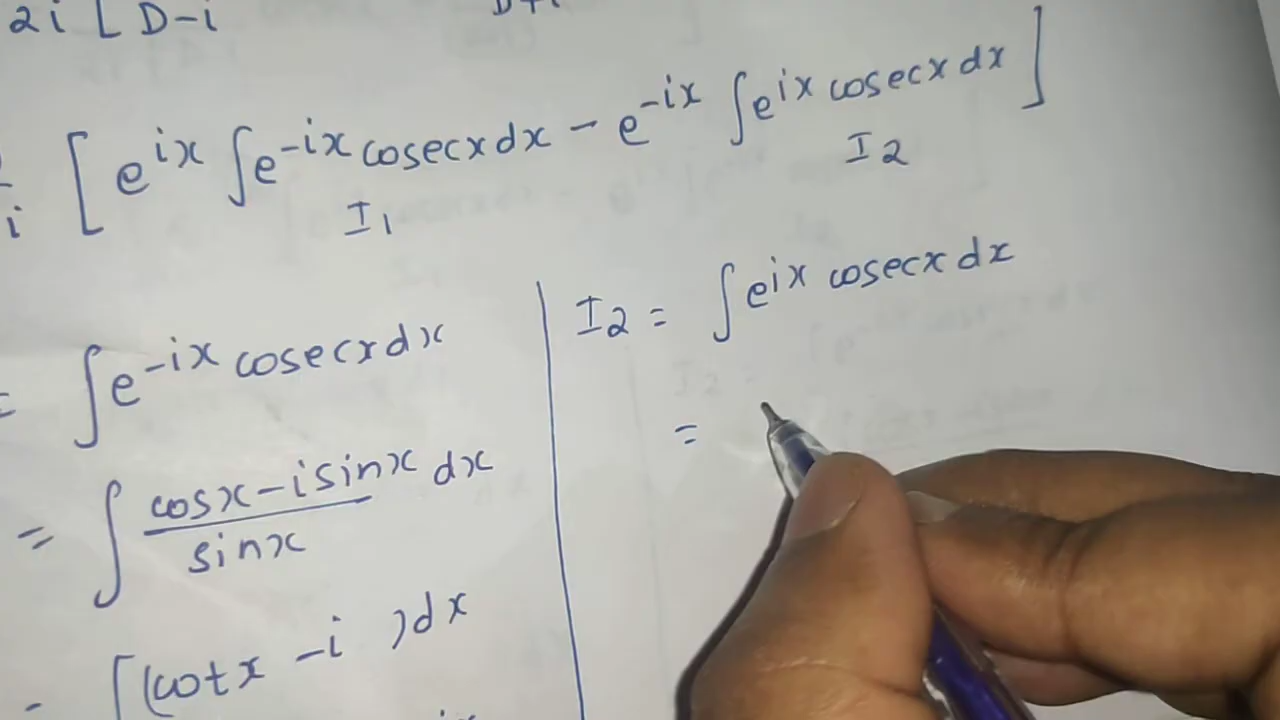 2i [ D-i D+i
i [ e^{ix} ∫e^{-ix} cosecx dx - e^{-ix} ∫e^{ix} cosecx dx ]
I₁ I₂
= ∫e^{-ix} cosecx dx
= ∫ (cosx - i sinx)/sinx dx
= ∫(cotx - i )dx
I₂ = ∫e^{ix} cosecx dx
=